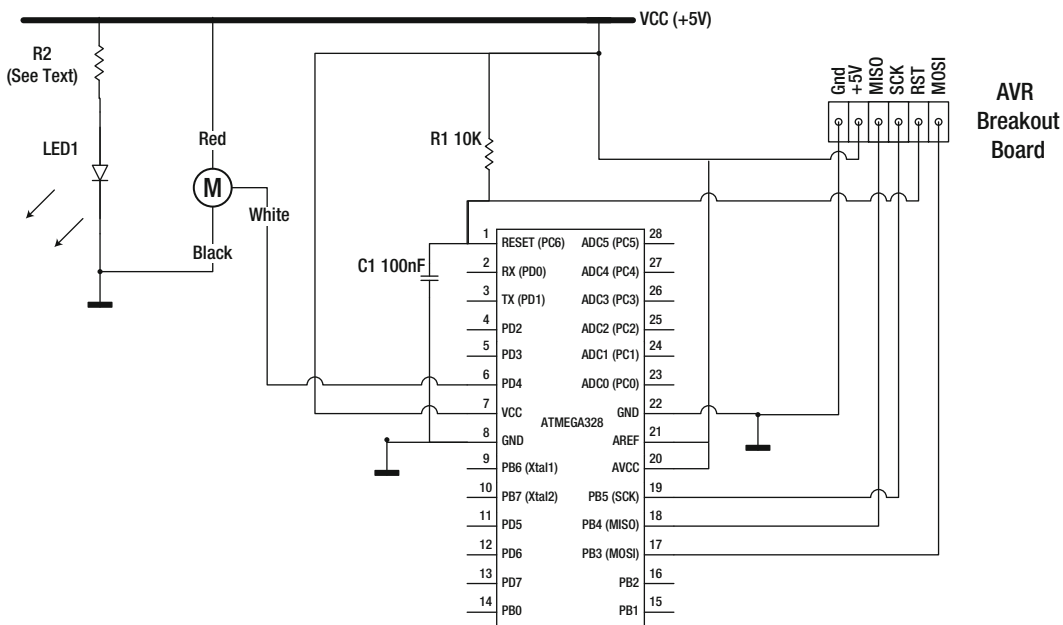 VCC (+5V)
R2
(See Text)
LED1
Red
M
White
Black
R1 10K
C1 100nF
Gnd
+5V
MISO
SCK
RST
MOSI
AVR
Breakout
Board
1 RESET (PC6) ADC5 (PC5) 28
2 RX (PD0) ADC4 (PC4) 27
3 TX (PD1) ADC3 (PC3) 26
4 PD2 ADC2 (PC2) 25
5 PD3 ADC1 (PC1) 24
6 PD4 ADC0 (PC0) 23
7 VCC GND 22
ATMEGA328
8 GND AREF 21
9 PB6 (Xtal1) AVCC 20
10 PB7 (Xtal2) PB5 (SCK) 19
11 PD5 PB4 (MISO) 18
12 PD6 PB3 (MOSI) 17
13 PD7 PB2 16
14 PB0 PB1 15